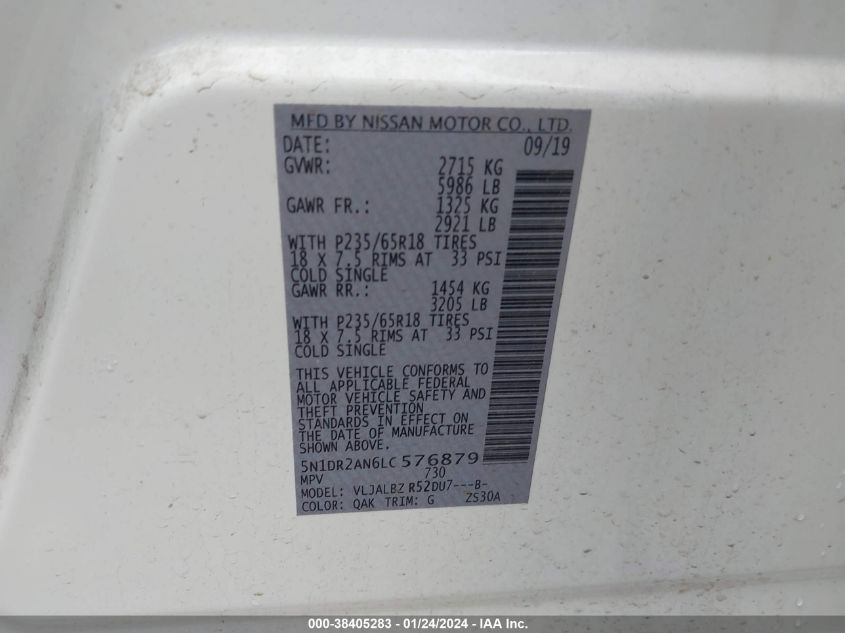 MFD BY NISSAN MOTOR CO., LTD.
DATE: 09/19
GVWR: 2715 KG
5986 LB
GAWR FR.: 1325 KG
2921 LB
WITH P235/65R18 TIRES
18 X 7.5 RIMS AT 33 PSI
COLD SINGLE
GAWR RR.: 1454 KG
3205 LB
WITH P235/65R18 TIRES
18 X 7.5 RIMS AT 33 PSI
COLD SINGLE
THIS VEHICLE CONFORMS TO
ALL APPLICABLE FEDERAL
MOTOR VEHICLE SAFETY AND
THEFT PREVENTION
STANDARDS IN EFFECT ON
THE DATE OF MANUFACTURE
SHOWN ABOVE.
5N1DR2AN6LC576879
MPV 730
MODEL: VLJALBZ R52DU7---B-
COLOR: QAK TRIM: G ZS30A
000-38405283 - 01/24/2024 - IAA Inc.